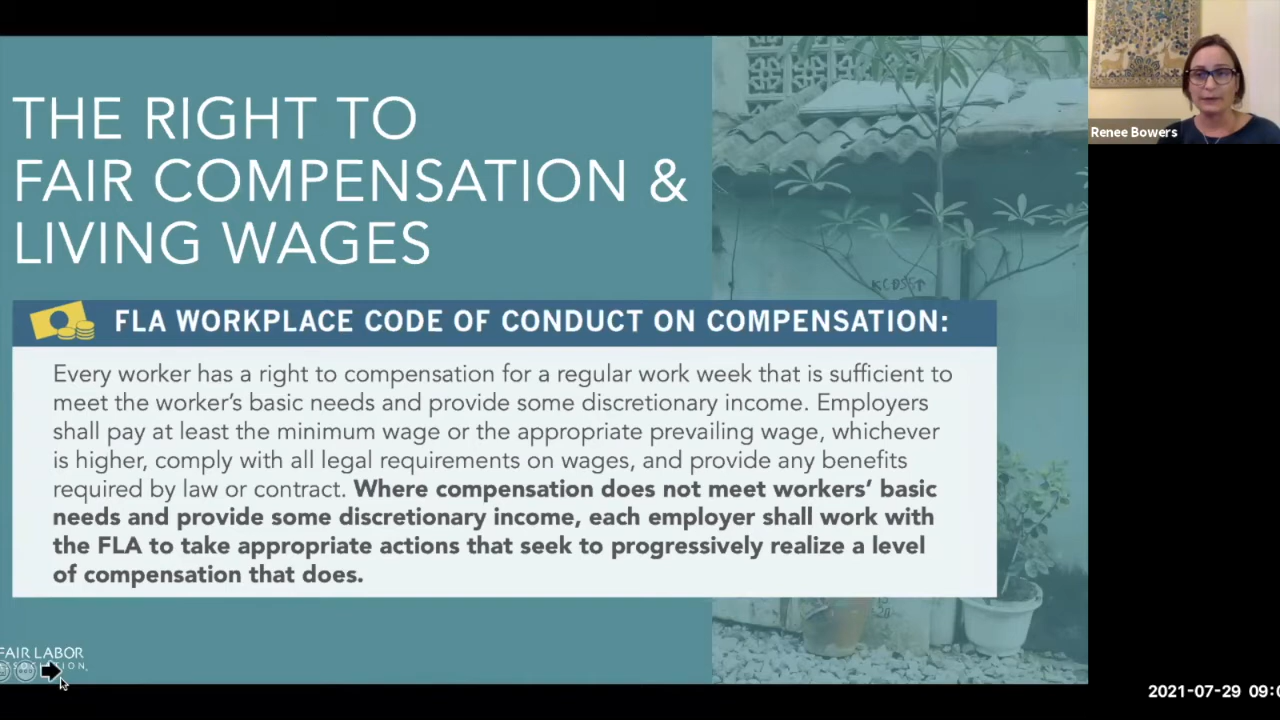 THE RIGHT TO
FAIR COMPENSATION &
LIVING WAGES
FLA WORKPLACE CODE OF CONDUCT ON COMPENSATION:
Every worker has a right to compensation for a regular work week that is sufficient to
meet the worker's basic needs and provide some discretionary income. Employers
shall pay at least the minimum wage or the appropriate prevailing wage, whichever
is higher, comply with all legal requirements on wages, and provide any benefits
required by law or contract. Where compensation does not meet workers' basic
needs and provide some discretionary income, each employer shall work with
the FLA to take appropriate actions that seek to progressively realize a level
of compensation that does.
FAIR LABOR
Renee Bowers
2021-07-29 09:0